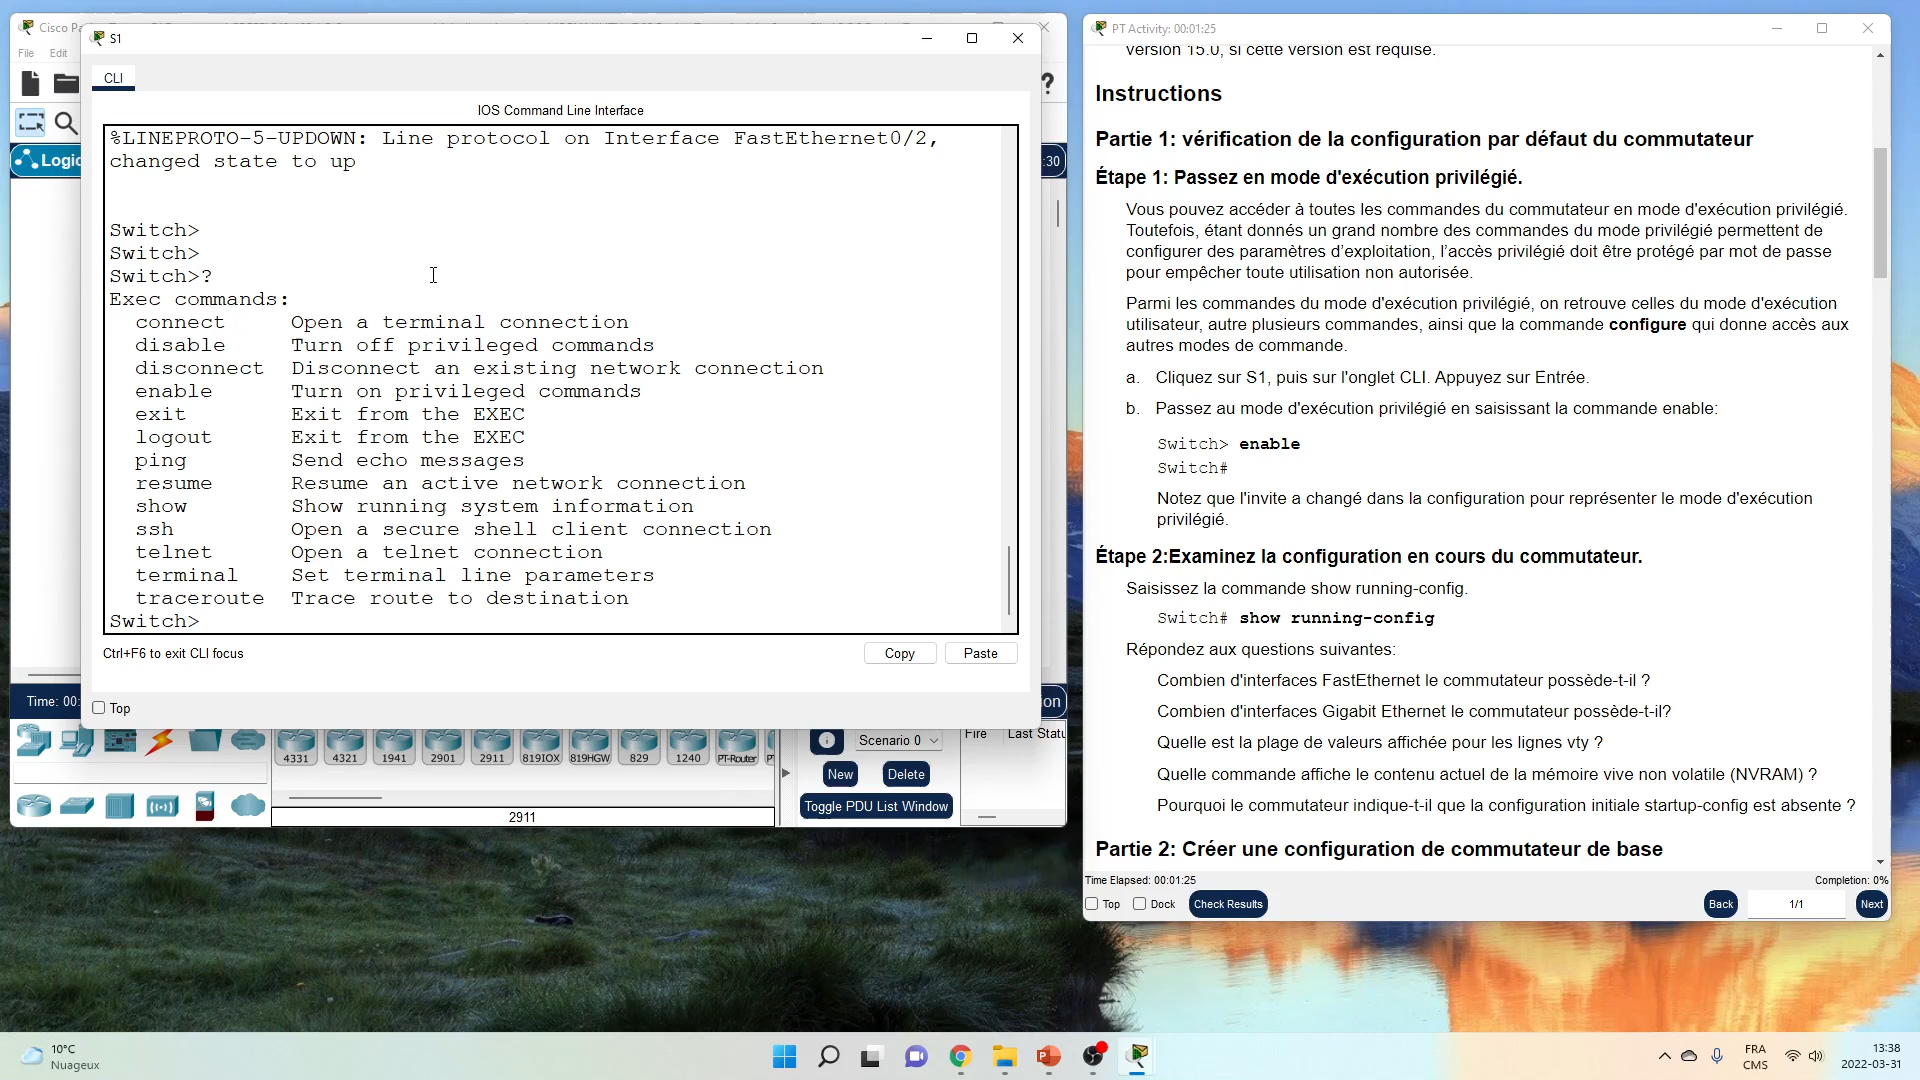 Cisco Pa
File Edit
S1
CLI
IOS Command Line Interface
%LINEPROTO-5-UPDOWN: Line protocol on Interface FastEthernet0/2,
changed state to up
Switch>
Switch>
Switch>?
Exec commands:
connect Open a terminal connection
disable Turn off privileged commands
disconnect Disconnect an existing network connection
enable Turn on privileged commands
exit Exit from the EXEC
logout Exit from the EXEC
ping Send echo messages
resume Resume an active network connection
show Show running system information
ssh Open a secure shell client connection
telnet Open a telnet connection
terminal Set terminal line parameters
traceroute Trace route to destination
Switch>
Ctrl+F6 to exit CLI focus
Copy Paste
Top
Logic
:30
?
Time: 00:
ion
4331 4321 1941 2901 2911 819IOX 819HGW 829 1240 PT-Router PT
2911
Scenario 0
New Delete
Toggle PDU List Window
Fire Last Statu
PT Activity: 00:01:25
version 15.0, si cette version est requise.
Instructions
Partie 1: vérification de la configuration par défaut du commutateur
Étape 1: Passez en mode d'exécution privilégié.
Vous pouvez accéder à toutes les commandes du commutateur en mode d'exécution privilégié.
Toutefois, étant donnés un grand nombre des commandes du mode privilégié permettent de
configurer des paramètres d’exploitation, l’accès privilégié doit être protégé par mot de passe
pour empêcher toute utilisation non autorisée.
Parmi les commandes du mode d'exécution privilégié, on retrouve celles du mode d'exécution
utilisateur, autre plusieurs commandes, ainsi que la commande configure qui donne accès aux
autres modes de commande.
a. Cliquez sur S1, puis sur l'onglet CLI. Appuyez sur Entrée.
b. Passez au mode d'exécution privilégié en saisissant la commande enable:
Switch> enable
Switch#
Notez que l'invite a changé dans la configuration pour représenter le mode d'exécution
privilégié.
Étape 2:Examinez la configuration en cours du commutateur.
Saisissez la commande show running-config.
Switch# show running-config
Répondez aux questions suivantes:
Combien d'interfaces FastEthernet le commutateur possède-t-il ?
Combien d'interfaces Gigabit Ethernet le commutateur possède-t-il?
Quelle est la plage de valeurs affichée pour les lignes vty ?
Quelle commande affiche le contenu actuel de la mémoire vive non volatile (NVRAM) ?
Pourquoi le commutateur indique-t-il que la configuration initiale startup-config est absente ?
Partie 2: Créer une configuration de commutateur de base
Time Elapsed: 00:01:25 Completion: 0%
Top Dock Check Results Back 1/1 Next
10°C
Nuageux
FRA
CMS
13:38
2022-03-31